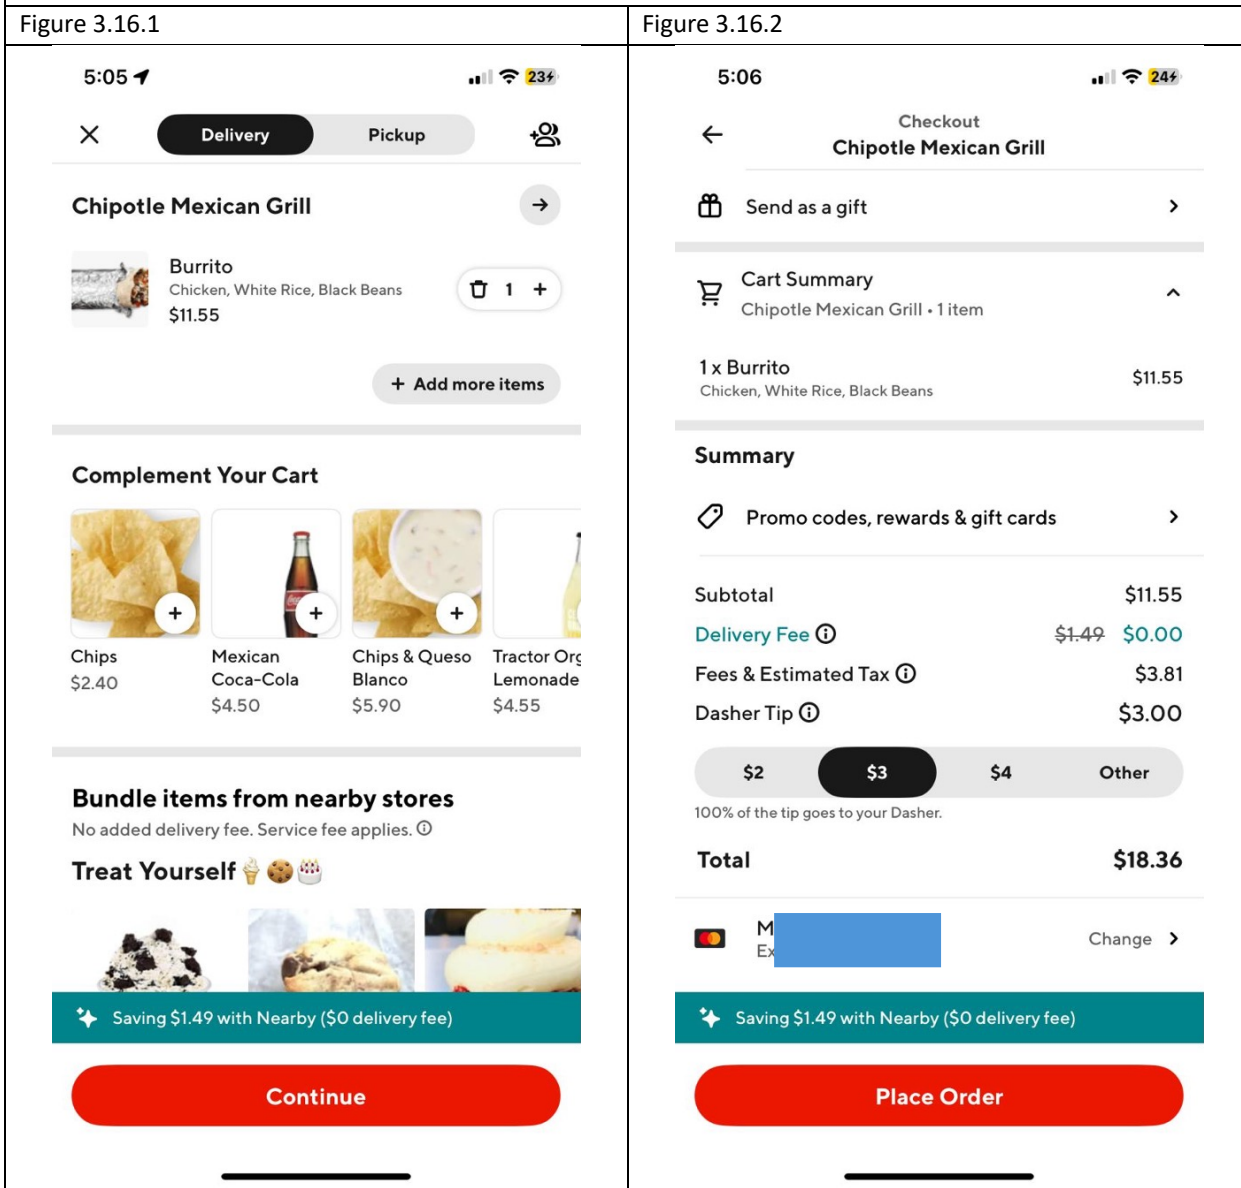 Figure 3.16.1
5:05
23
Delivery
Pickup
Chipotle Mexican Grill
Burrito
Chicken, White Rice, Black Beans
$11.55
1 +
+ Add more items
Complement Your Cart
+ + +
Chips
$2.40
Mexican
Coca-Cola
$4.50
Chips & Queso
Blanco
$5.90
Tractor Org
Lemonade
$4.55
Bundle items from nearby stores
No added delivery fee. Service fee applies.
Treat Yourself
Saving $1.49 with Nearby ($0 delivery fee)
Continue
Figure 3.16.2
5:06
24
Checkout
Chipotle Mexican Grill
Send as a gift
Cart Summary
Chipotle Mexican Grill • 1 item
1 x Burrito $11.55
Chicken, White Rice, Black Beans
Summary
Promo codes, rewards & gift cards
Subtotal $11.55
Delivery Fee $1.49 $0.00
Fees & Estimated Tax $3.81
Dasher Tip $3.00
$2 $3 $4 Other
100% of the tip goes to your Dasher.
Total $18.36
M
Ex
Change
Saving $1.49 with Nearby ($0 delivery fee)
Place Order